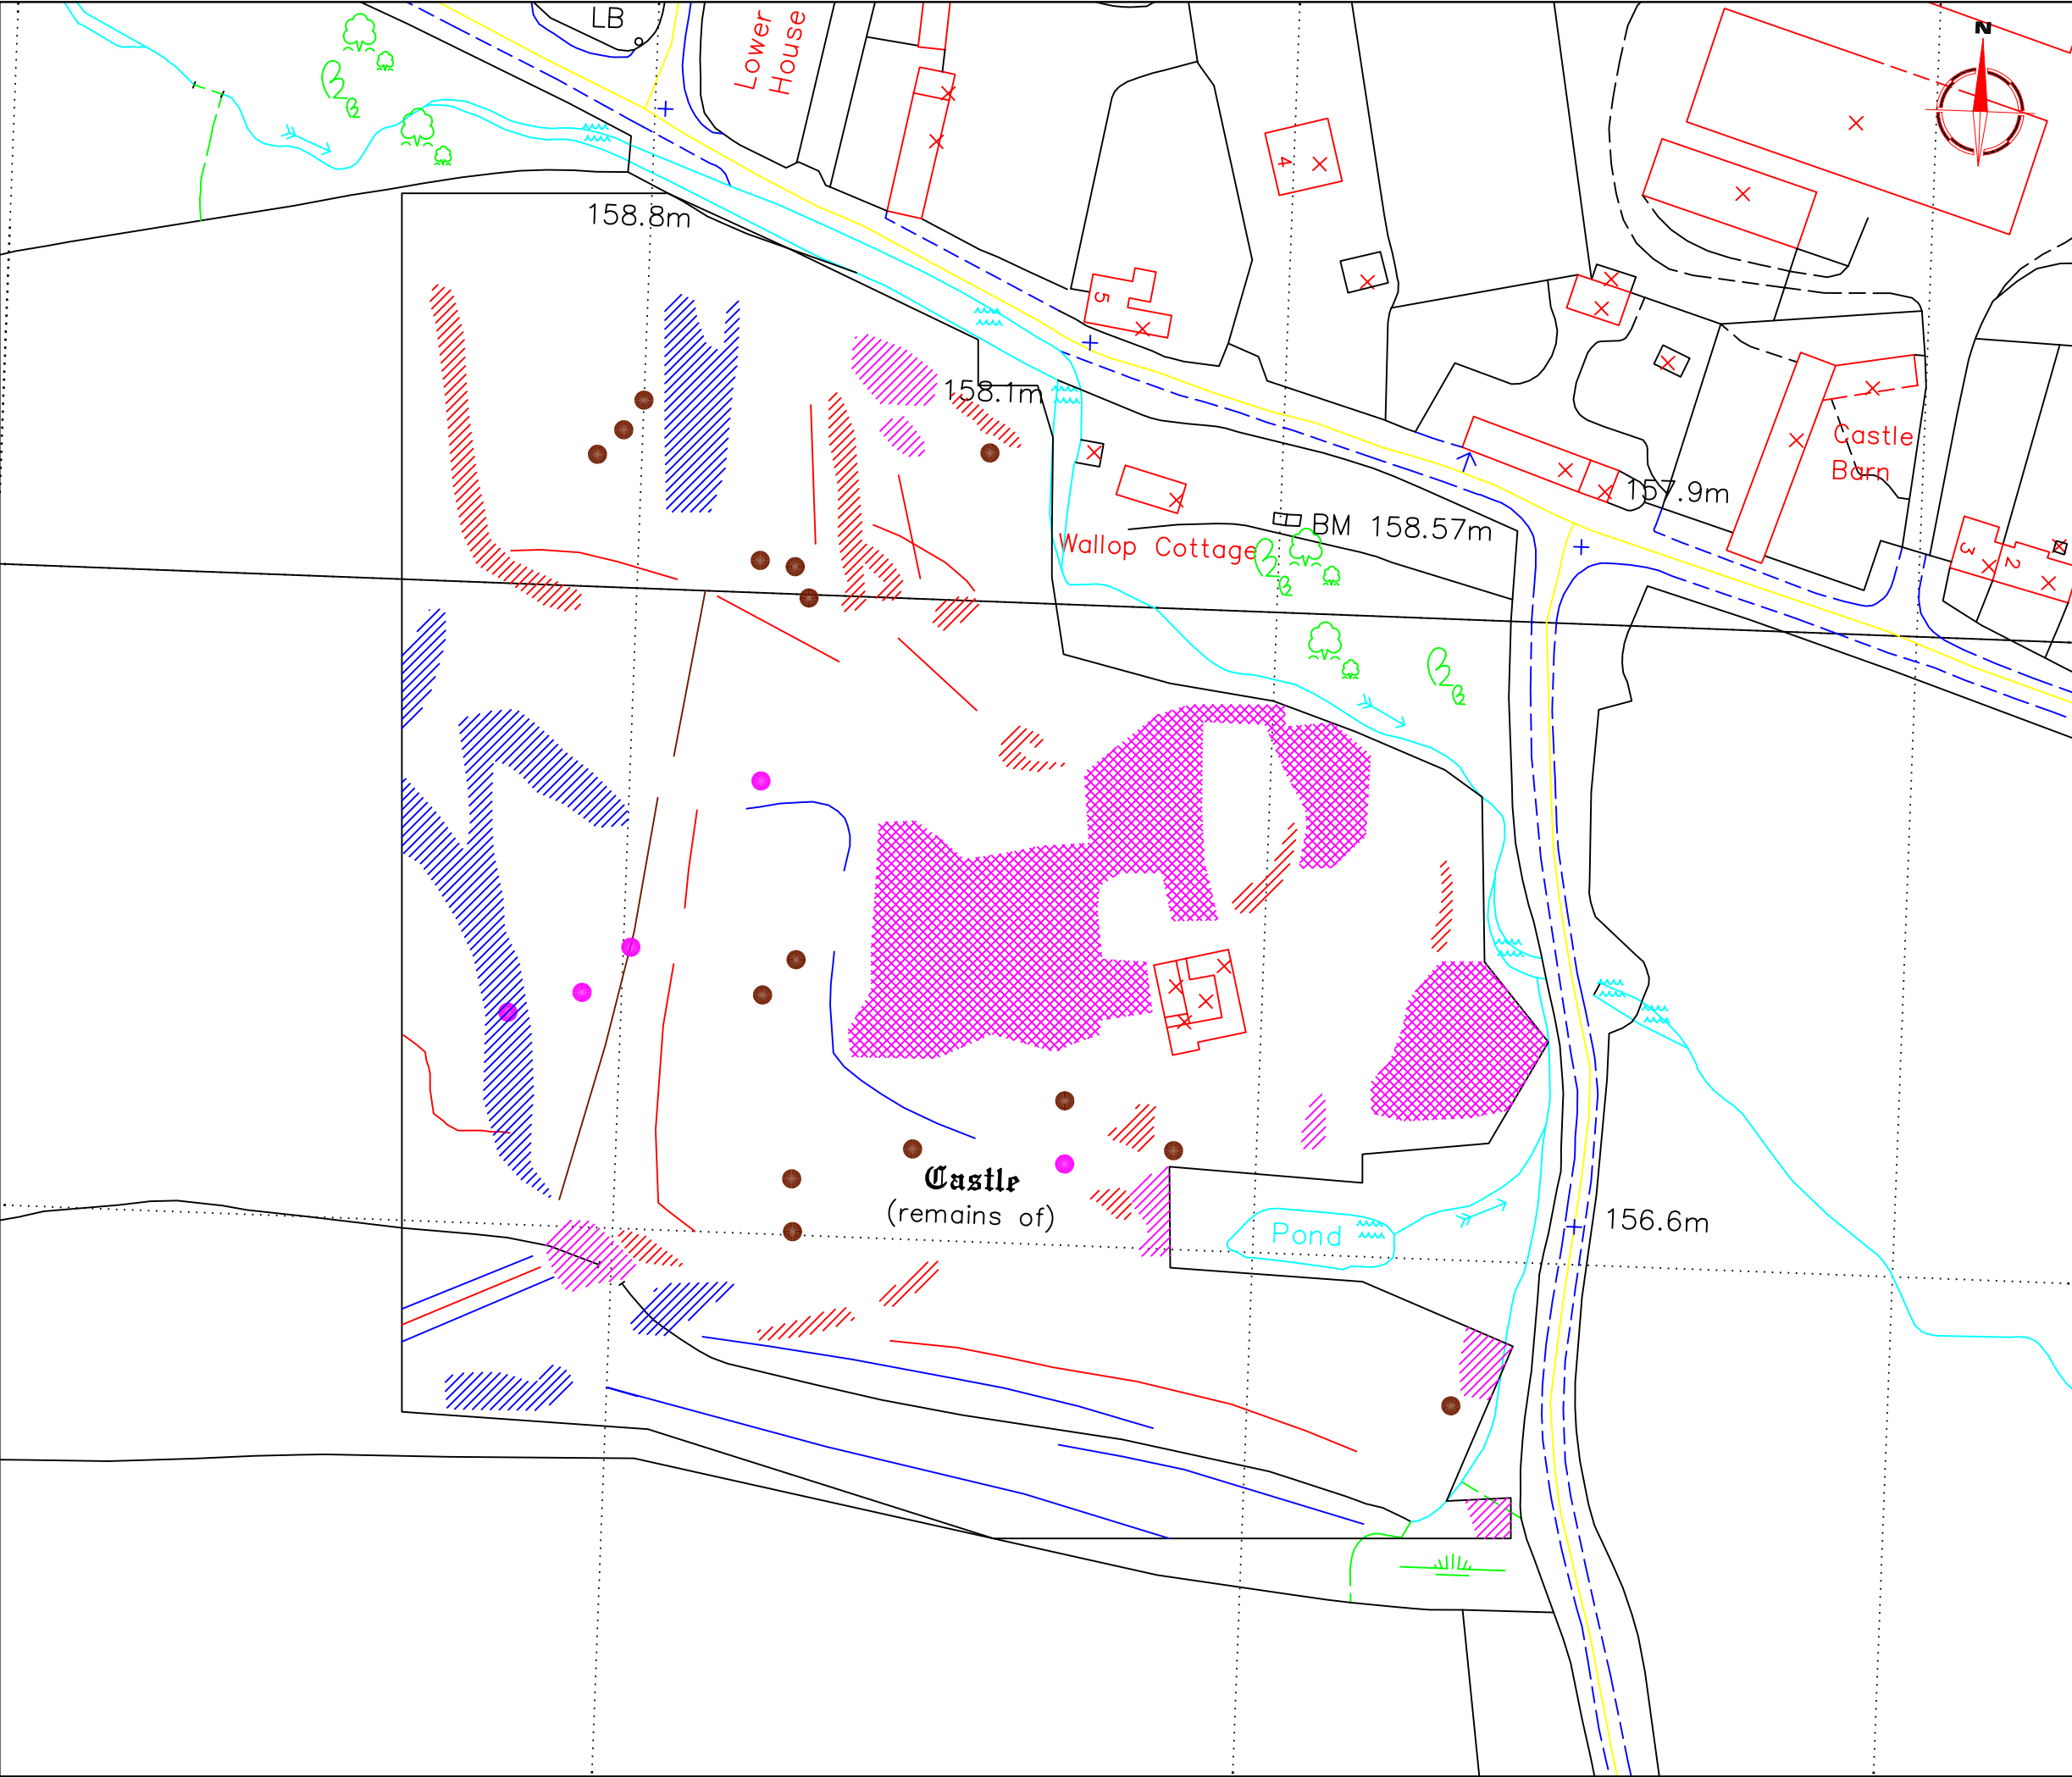 LB
Lower
House
N
158.8m
4
5
158.1m
Castle
Barn
157.9m
BM 158.57m
Wallop Cottage
3
2
Castle
(remains of)
Pond
156.6m